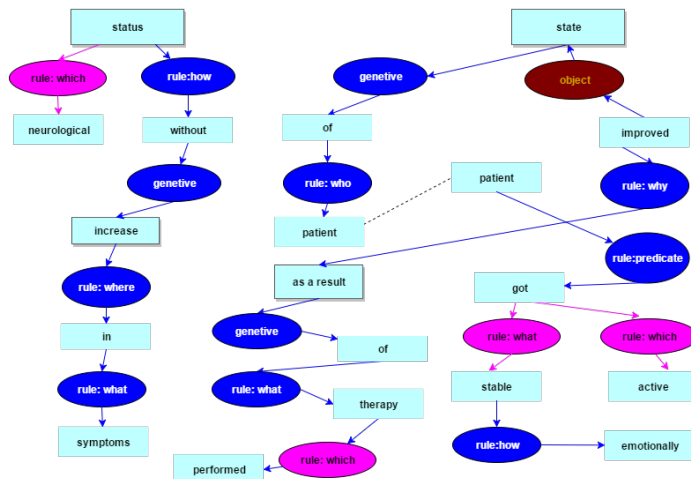 status
state
rule: which
rule:how
genetive
object
neurological
without
of
improved
genetive
rule: who
patient
rule: why
increase
patient
rule: where
as a result
rule:predicate
got
in
genetive
of
rule: what
rule: which
rule: what
rule: what
therapy
stable
active
symptoms
performed
rule: which
rule:how
emotionally